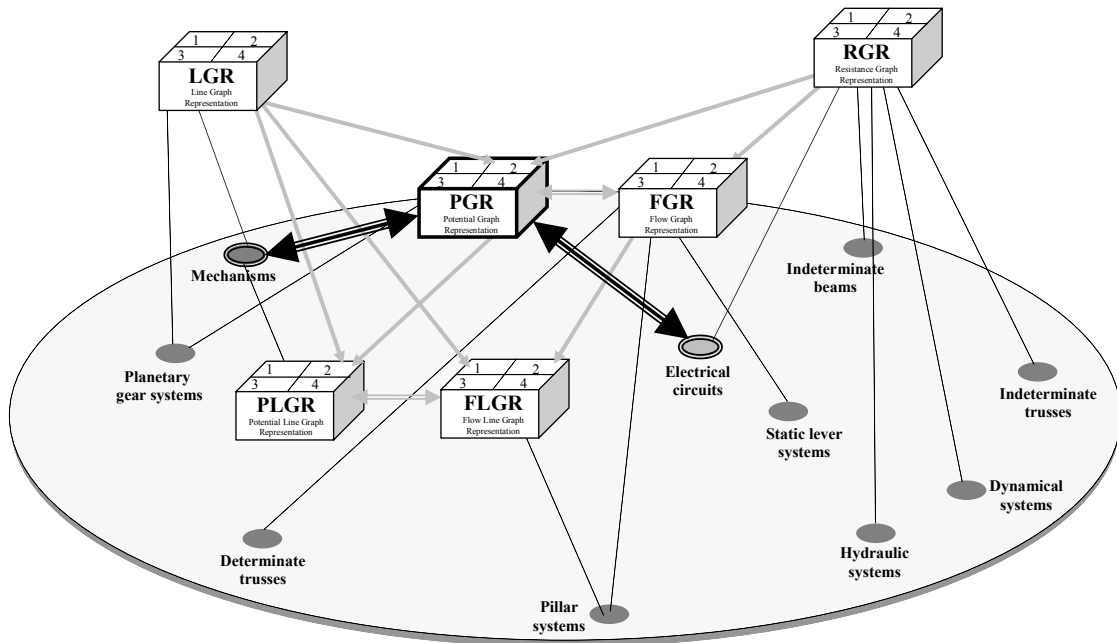 1 2
3 4
LGR
Line Graph
Representation
1 2
3 4
RGR
Resistance Graph
Representation
1 2
3 4
PGR
Potential Graph
Representation
1 2
3 4
FGR
Flow Graph
Representation
Mechanisms
Indeterminate
beams
Planetary
gear systems
1 2
3 4
PLGR
Potential Line Graph
Representation
1 2
3 4
FLGR
Flow Line Graph
Representation
Electrical
circuits
Indeterminate
trusses
Static lever
systems
Dynamical
systems
Determinate
trusses
Hydraulic
systems
Pillar
systems